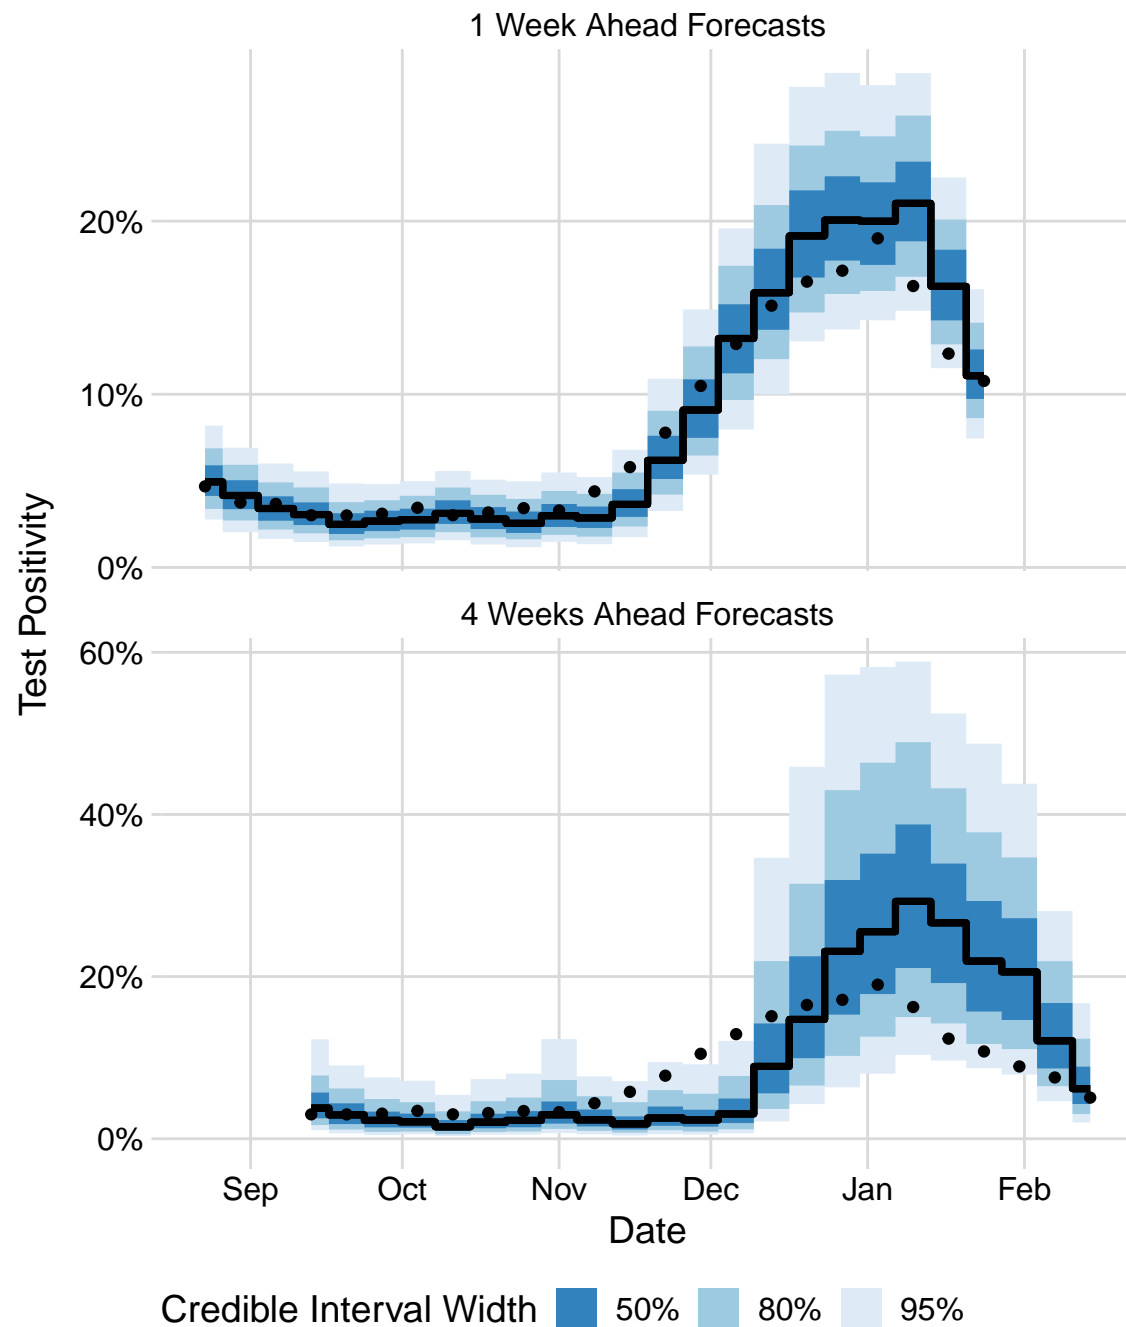 1 Week Ahead Forecasts
20%
10%
0%
Test Positivity
4 Weeks Ahead Forecasts
60%
40%
20%
0%
Sep Oct Nov Dec Jan Feb
Date
Credible Interval Width 50% 80% 95%